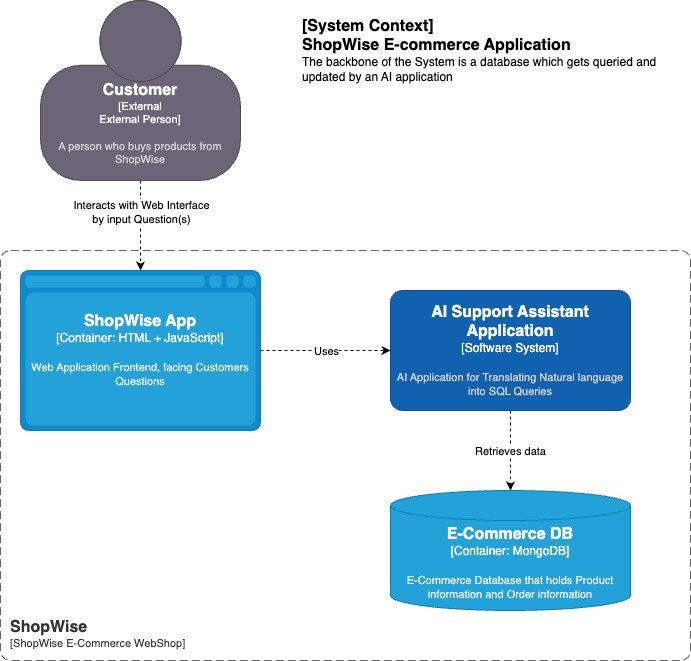 [System Context]
ShopWise E-commerce Application
The backbone of the System is a database which gets queried and
updated by an AI application
Customer
[External
External Person]
A person who buys products from
ShopWise
Interacts with Web Interface
by input Question(s)
ShopWise App
[Container: HTML + JavaScript]
Web Application Frontend, facing Customers
Questions
Uses
AI Support Assistant
Application
[Software System]
AI Application for Translating Natural language
into SQL Queries
Retrieves data
E-Commerce DB
[Container: MongoDB]
E-Commerce Database that holds Product
information and Order information
ShopWise
[ShopWise E-Commerce WebShop]